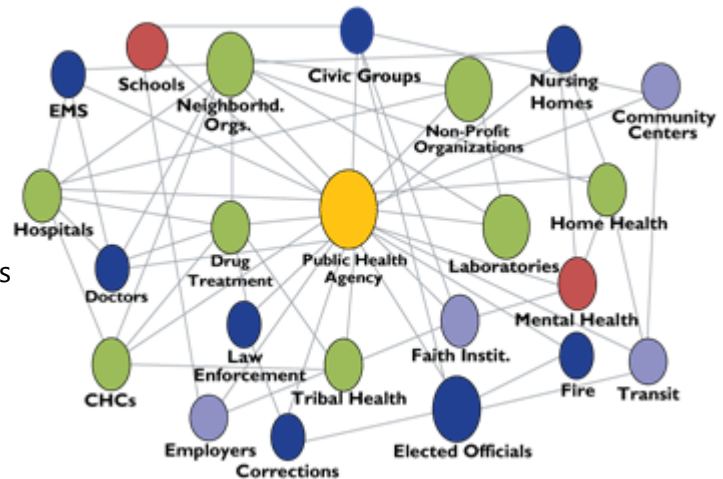 Schools
Civic Groups
EMS
Neighborhd.
Orgs.
Nursing
Homes
Non-Profit
Organizations
Community
Centers
Hospitals
Drug
Treatment
Public Health
Agency
Laboratories
Home Health
s
Doctors
Law
Enforcement
Faith Instit.
Mental Health
CHCs
Tribal Health
Fire
Transit
Employers
Corrections
Elected Officials